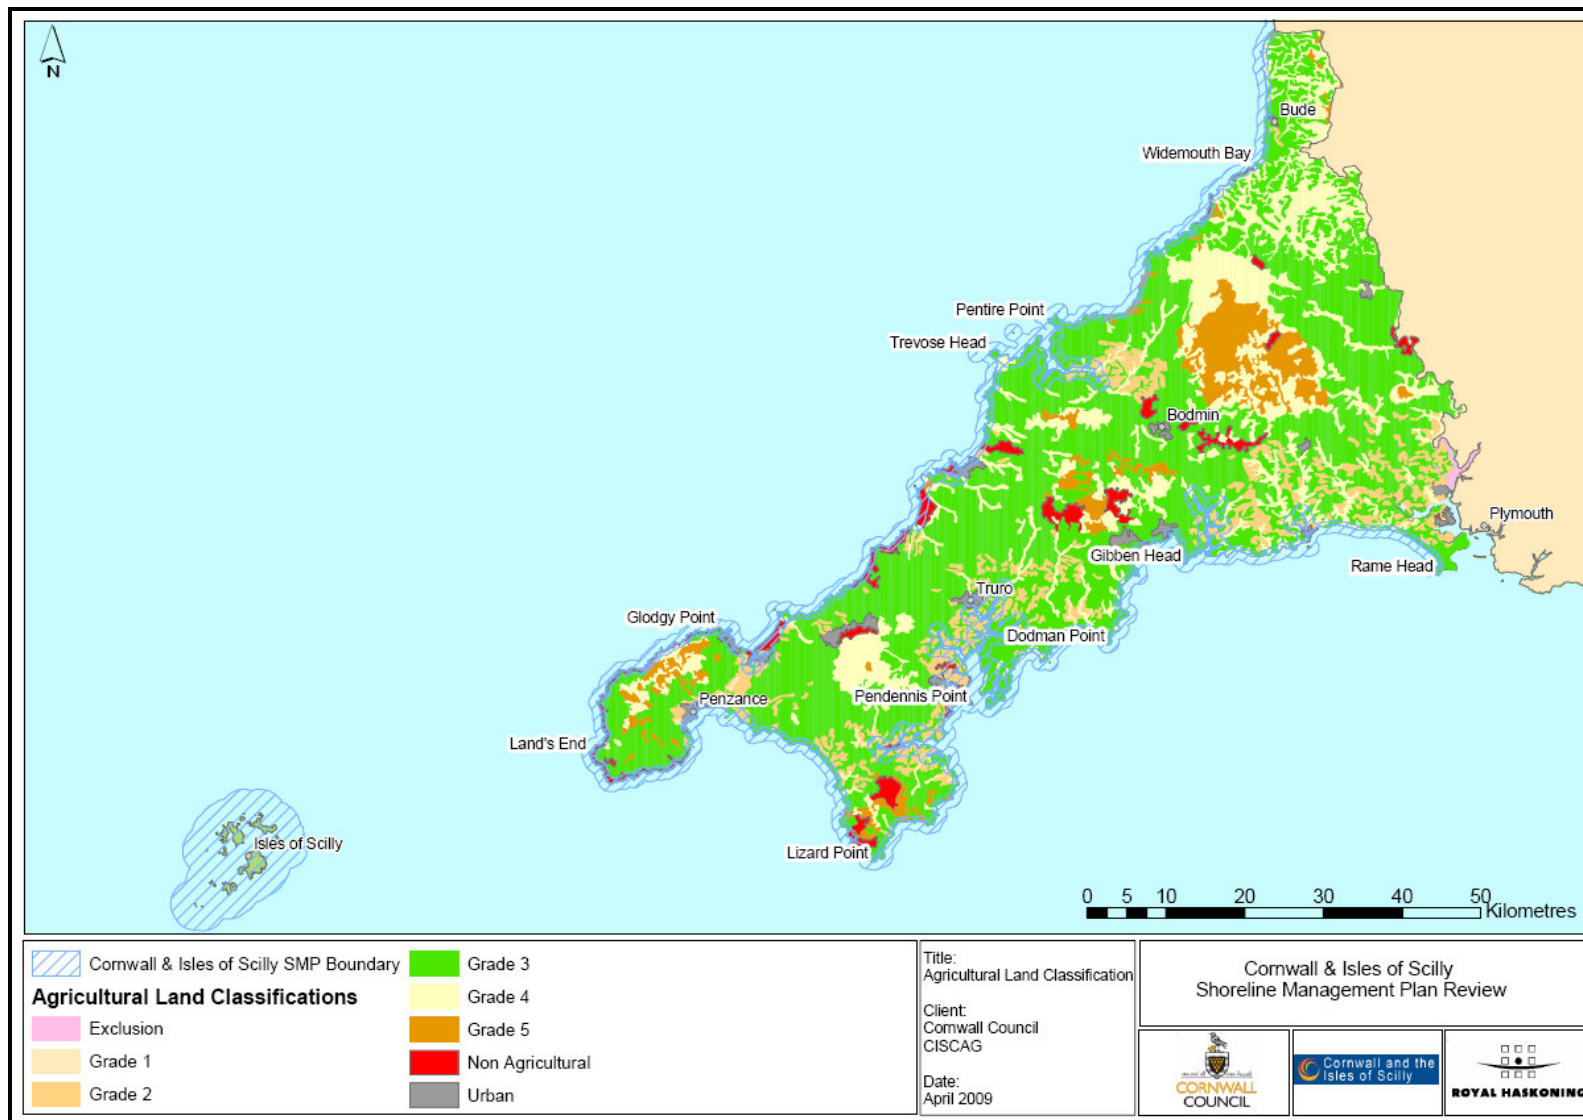 N
Bude
Widemouth Bay
Pentire Point
Trevose Head
Bodmin
Plymouth
Gibben Head
Rame Head
Truro
Glodgy Point
Dodman Point
Penzance
Pendennis Point
Land's End
Isles of Scilly
Lizard Point
0 5 10 20 30 40 50
Kilometres
Cornwall & Isles of Scilly SMP Boundary
Agricultural Land Classifications
Exclusion
Grade 1
Grade 2
Grade 3
Grade 4
Grade 5
Non Agricultural
Urban
Title:
Agricultural Land Classification
Client:
Cornwall Council
CISCAG
Date:
April 2009
Cornwall & Isles of Scilly
Shoreline Management Plan Review
CORNWALL
COUNCIL
Cornwall and the
Isles of Scilly
ROYAL HASKONING